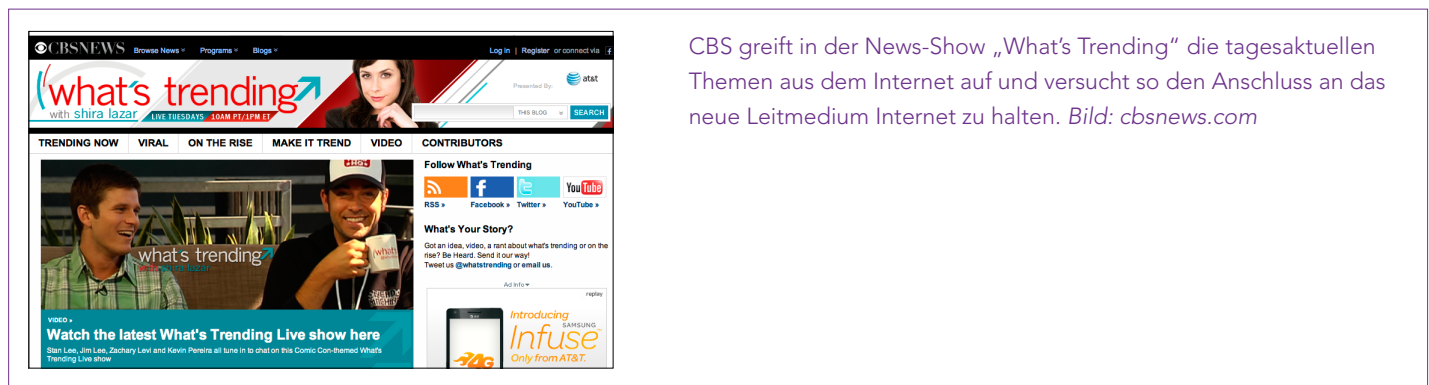 CBSNEWS Browse News Programs Blogs Log In | Register or connect via f
what's trending
with shira lazar LIVE TUESDAYS 10AM PT/1PM ET
Presented By: at&t
THIS BLOG SEARCH
TRENDING NOW VIRAL ON THE RISE MAKE IT TREND VIDEO CONTRIBUTORS
what's trending
with shira lazar
VIDEO »
Watch the latest What's Trending Live show here
Stan Lee, Jim Lee, Zachary Levi and Kevin Pereira all tune in to chat on this Comic Con-themed What's
Trending Live show
Follow What's Trending
You Tube
RSS » Facebook » Twitter » YouTube »
What's Your Story?
Got an idea, video, a rant about what's trending or on the
rise? Be Heard. Send it our way!
Tweet us @whatstrending or email us.
Ad Info
replay
Introducing
SAMSUNG
Infuse
4G
Only from AT&T.
CBS greift in der News-Show „What's Trending“ die tagesaktuellen
Themen aus dem Internet auf und versucht so den Anschluss an das
neue Leitmedium Internet zu halten. Bild: cbsnews.com